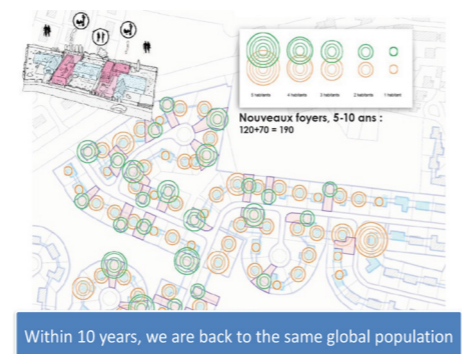 5 habitants 4 habitants 3 habitants 2 habitants 1 habitant
Nouveaux foyers, 5-10 ans :
120+70 = 190
Within 10 years, we are back to the same global population